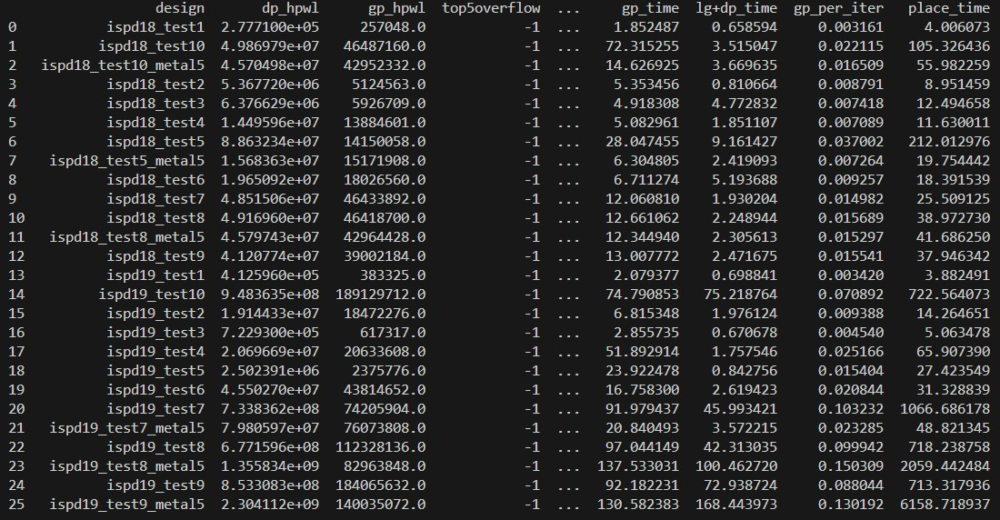 design dp_hpwl gp_hpwl top5overflow ... gp_time lg+dp_time gp_per_iter place_time
0 ispd18_test1 2.777100e+05 257048.0 -1 ... 1.852487 0.658594 0.003161 4.006073
1 ispd18_test10 4.986979e+07 46487160.0 -1 ... 72.315255 3.515047 0.022115 105.326436
2 ispd18_test10_metal5 4.570498e+07 42952332.0 -1 ... 14.626925 3.669635 0.016509 55.982259
3 ispd18_test2 5.367720e+06 5124563.0 -1 ... 5.353456 0.810664 0.008791 8.951459
4 ispd18_test3 6.376629e+06 5926709.0 -1 ... 4.918308 4.772832 0.007418 12.494658
5 ispd18_test4 1.449596e+07 13884601.0 -1 ... 5.082961 1.851107 0.007089 11.630011
6 ispd18_test5 8.863234e+07 14150058.0 -1 ... 28.047455 9.161427 0.037002 212.012976
7 ispd18_test5_metal5 1.568363e+07 15171908.0 -1 ... 6.304805 2.419093 0.007264 19.754442
8 ispd18_test6 1.965092e+07 18026560.0 -1 ... 6.711274 5.193688 0.009257 18.391539
9 ispd18_test7 4.851506e+07 46433892.0 -1 ... 12.060810 1.930204 0.014982 25.509125
10 ispd18_test8 4.916960e+07 46418700.0 -1 ... 12.661062 2.248944 0.015689 38.972730
11 ispd18_test8_metal5 4.579743e+07 42964428.0 -1 ... 12.344940 2.305613 0.015297 41.686250
12 ispd18_test9 4.120774e+07 39002184.0 -1 ... 13.007772 2.471675 0.015541 37.946342
13 ispd19_test1 4.125960e+05 383325.0 -1 ... 2.079377 0.698841 0.003420 3.882491
14 ispd19_test10 9.483635e+08 189129712.0 -1 ... 74.790853 75.218764 0.070892 722.564073
15 ispd19_test2 1.914433e+07 18472276.0 -1 ... 6.815348 1.976124 0.009388 14.264651
16 ispd19_test3 7.229300e+05 617317.0 -1 ... 2.855735 0.670678 0.004540 5.063478
17 ispd19_test4 2.069669e+07 20633608.0 -1 ... 51.892914 1.757546 0.025166 65.907390
18 ispd19_test5 2.502391e+06 2375776.0 -1 ... 23.922478 0.842756 0.015404 27.423549
19 ispd19_test6 4.550270e+07 43814652.0 -1 ... 16.758300 2.619423 0.020844 31.328839
20 ispd19_test7 7.338362e+08 74205904.0 -1 ... 91.979437 45.993421 0.103232 1066.686178
21 ispd19_test7_metal5 7.980597e+07 76073808.0 -1 ... 20.840493 3.572215 0.023285 48.821345
22 ispd19_test8 6.771596e+08 112328136.0 -1 ... 97.044149 42.313035 0.099942 718.238758
23 ispd19_test8_metal5 1.355834e+09 82963848.0 -1 ... 137.533031 100.462720 0.150309 2059.442484
24 ispd19_test9 8.533083e+08 184065632.0 -1 ... 92.182231 72.938724 0.088044 713.317936
25 ispd19_test9_metal5 2.304112e+09 140035072.0 -1 ... 130.582383 168.443973 0.130192 6158.718937